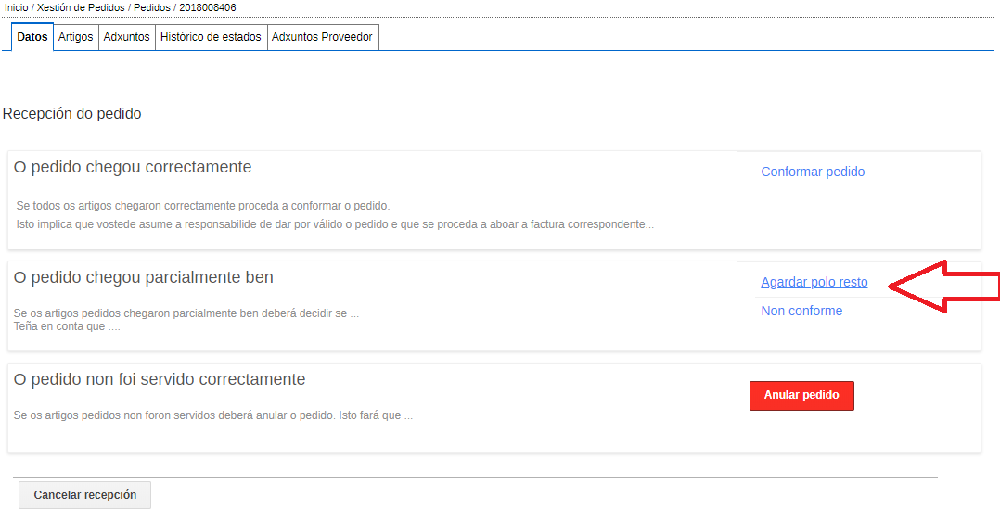 Inicio / Xestión de Pedidos / Pedidos / 2018008406
Datos Artigos Adxuntos Histórico de estados Adxuntos Proveedor
Recepción do pedido
O pedido chegou correctamente
Conformar pedido
Se todos os artigos chegaron correctamente proceda a conformar o pedido.
Isto implica que vostede asume a responsabilide de dar por válido o pedido e que se proceda a aboar a factura correspondente...
O pedido chegou parcialmente ben
Agardar polo resto
Non conforme
Se os artigos pedidos chegaron parcialmente ben deberá decidir se ...
Teña en conta que ....
O pedido non foi servido correctamente
Anular pedido
Se os artigos pedidos non foron servidos deberá anular o pedido. Isto fará que ...
Cancelar recepción